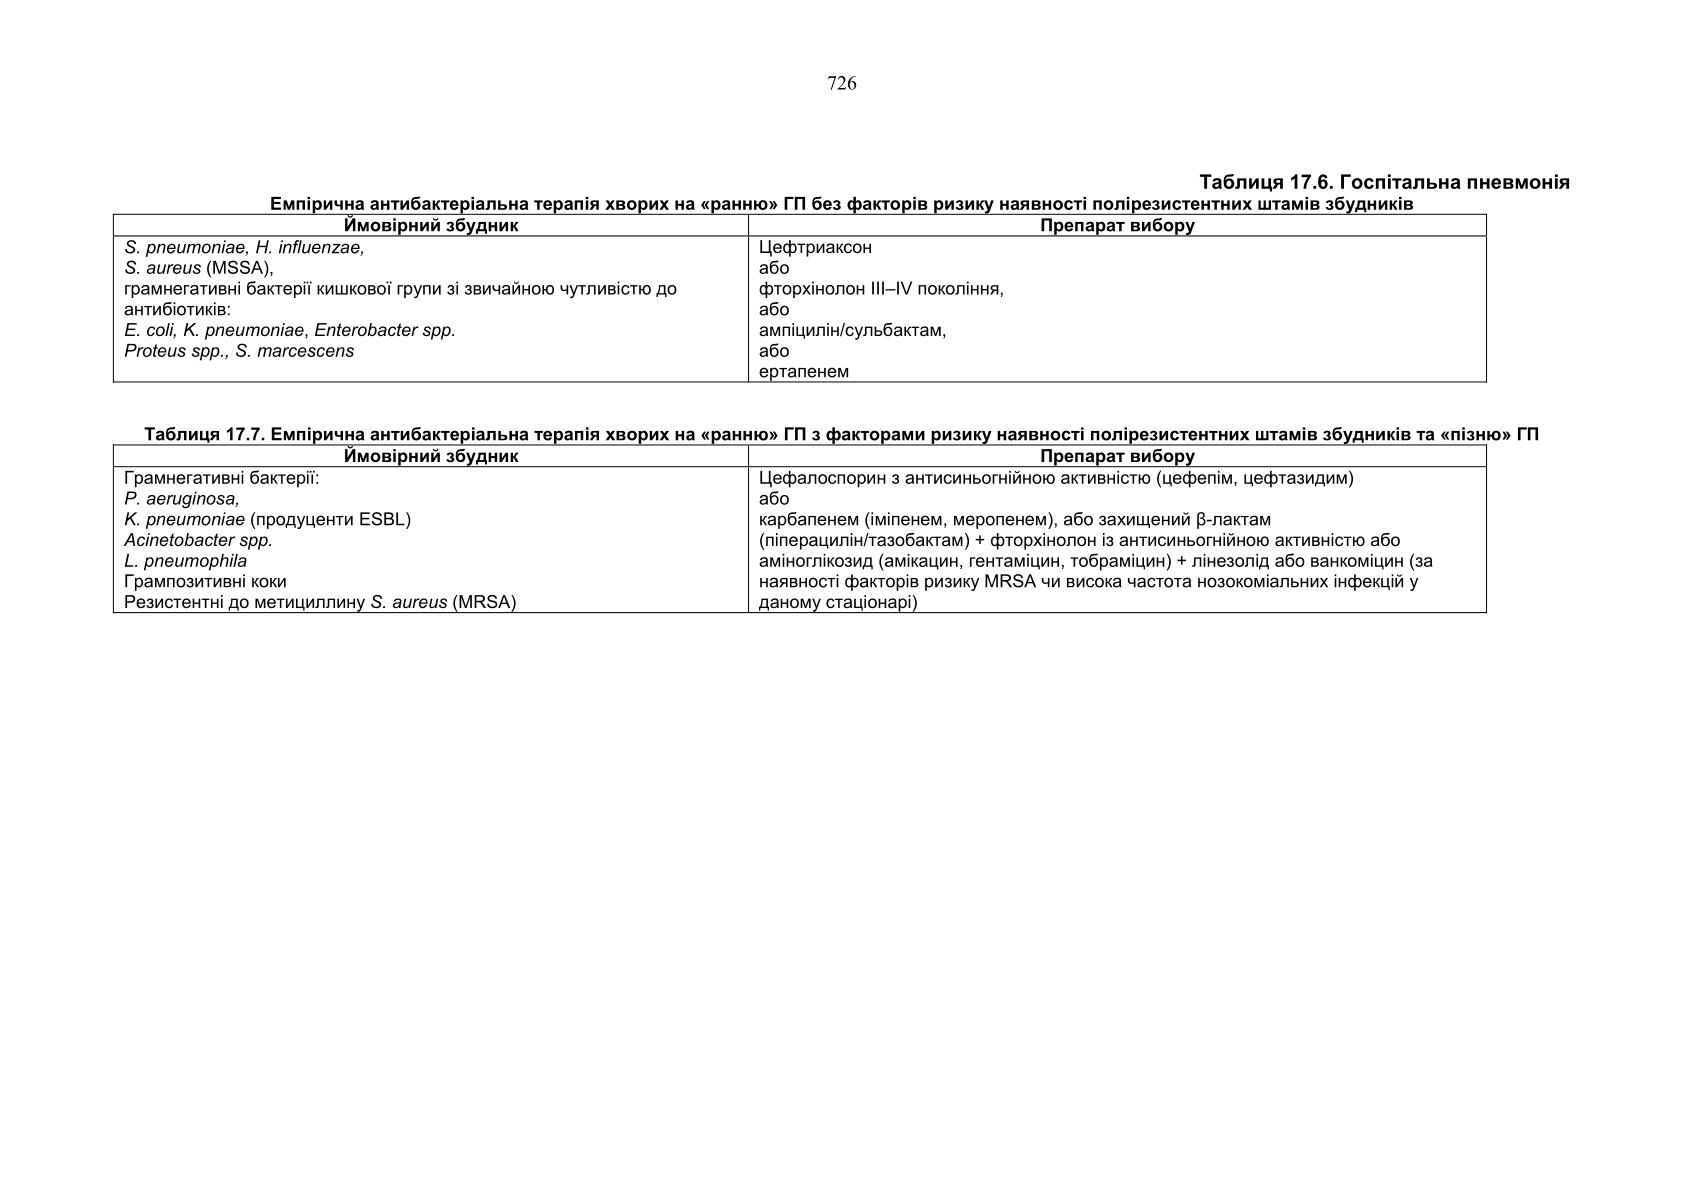 726
Таблиця 17.6. Госпітальна пневмонія
Емпірична антибактеріальна терапія хворих на «ранню» ГП без факторів ризику наявності полірезистентних штамів збудників
Ймовірний збудник
Препарат вибору
S. pneumoniae, H. influenzae,
S. aureus (MSSA),
грамнегативні бактерії кишкової групи зі звичайною чутливістю до
антибіотиків:
E. coli, K. pneumoniae, Enterobacter spp.
Proteus spp., S. marcescens
Цефтриаксон
або
фторхінолон III–IV покоління,
або
ампіцилін/сульбактам,
або
ертапенем
Таблиця 17.7. Емпірична антибактеріальна терапія хворих на «ранню» ГП з факторами ризику наявності полірезистентних штамів збудників та «пізню» ГП
Ймовірний збудник
Препарат вибору
Грамнегативні бактерії:
P. aeruginosa,
K. pneumoniae (продуценти ESBL)
Acinetobacter spp.
L. pneumophila
Грампозитивні коки
Резистентні до метициллину S. aureus (MRSA)
Цефалоспорин з антисиньогнійною активністю (цефепім, цефтазидим)
або
карбапенем (іміпенем, меропенем), або захищений β-лактам
(піперацилін/тазобактам) + фторхінолон із антисиньогнійною активністю або
аміноглікозид (амікацин, гентаміцин, тобраміцин) + лінезолід або ванкоміцин (за
наявності факторів ризику MRSA чи висока частота нозокоміальних інфекцій у
даному стаціонарі)